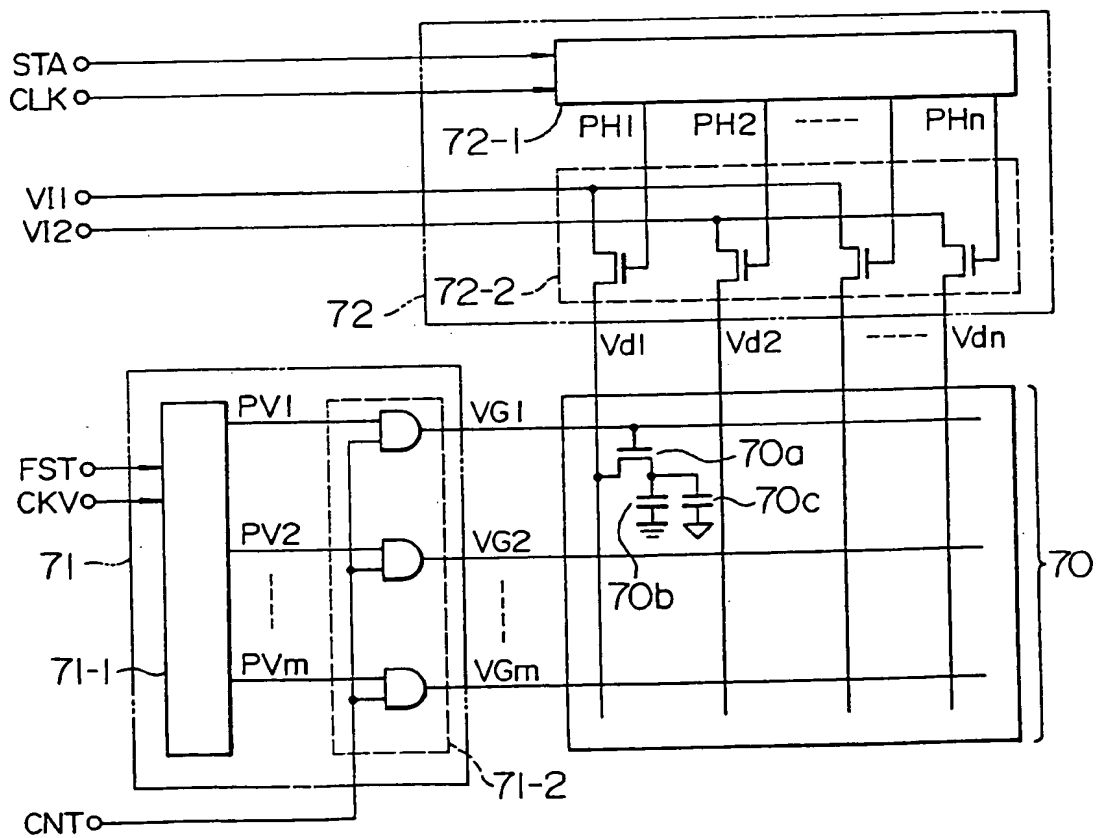 STA
CLK
72-1
PH1
PH2
PHn
VI1
VI2
72-2
72
Vd1
Vd2
Vdn
PV1
VG1
FST
CKV
70a
70c
71
PV2
VG2
70b
70
71-1
PVm
VGm
71-2
CNT